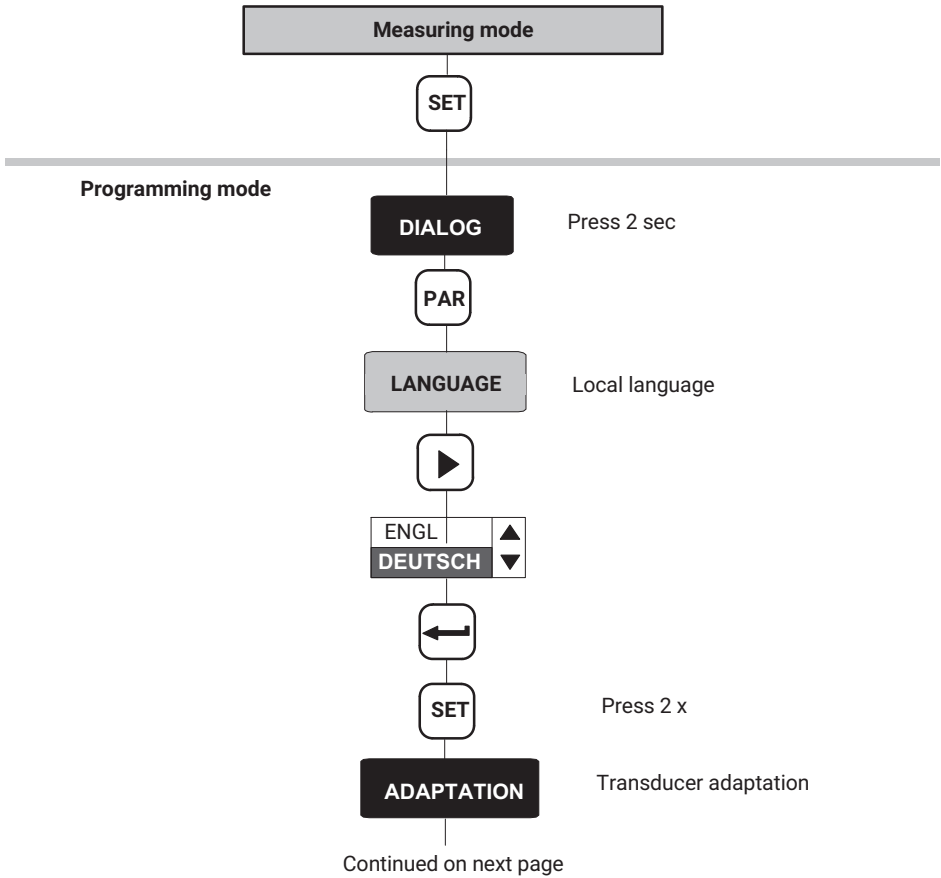 Measuring mode
SET
Programming mode
DIALOG
Press 2 sec
PAR
LANGUAGE
Local language
ENGL
DEUTSCH
SET
Press 2 x
ADAPTATION
Transducer adaptation
Continued on next page